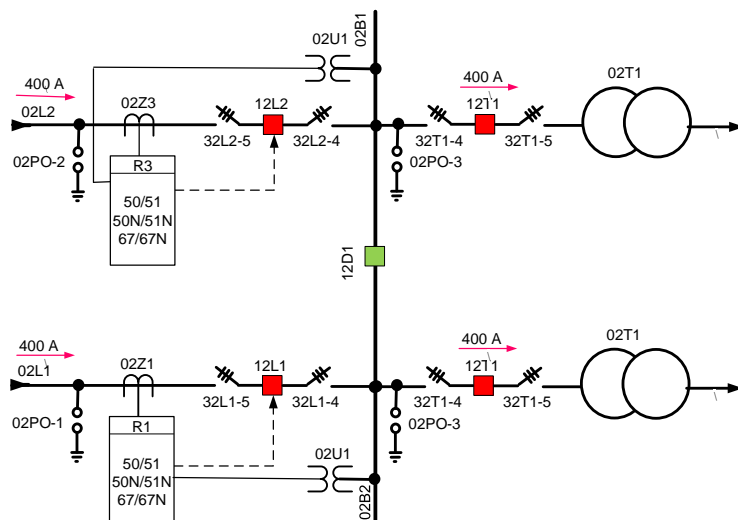 02B1
02U1
400 A
02L2
02Z3
12L2
400 A
12T1
02T1
32L2-5
32L2-4
32T1-4
32T1-5
02PO-2
02PO-3
R3
50/51
50N/51N
67/67N
12D1
400 A
02L1
02Z1
12L1
400 A
12T1
02T1
32L1-5
32L1-4
32T1-4
32T1-5
02PO-1
02PO-3
R1
50/51
50N/51N
67/67N
02U1
02B2